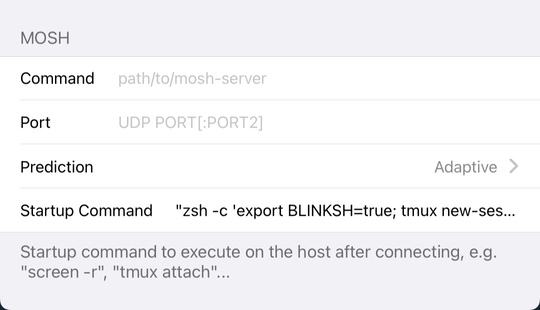 MOSH
Command path/to/mosh-server
Port UDP PORT[:PORT2]
Prediction Adaptive
Startup Command "zsh -c 'export BLINKSH=true; tmux new-ses...
Startup command to execute on the host after connecting, e.g.
"screen -r", "tmux attach"...